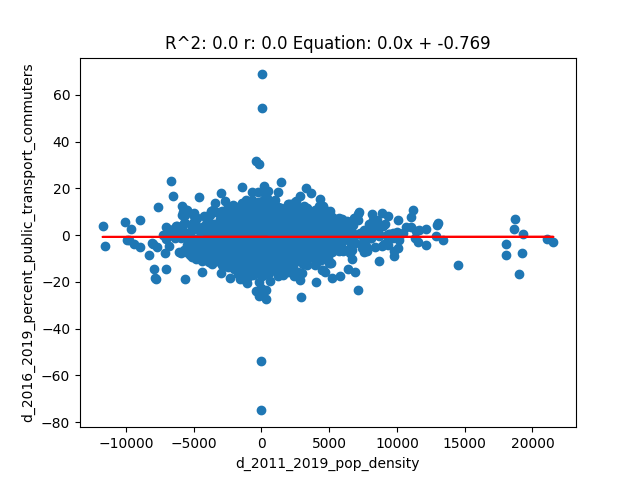 R^2: 0.0 r: 0.0 Equation: 0.0x + -0.769
d_2016_2019_percent_public_transport_commuters
60
40
20
0
−20
−40
−60
−80
−10000 −5000 0 5000 10000 15000 20000
d_2011_2019_pop_density